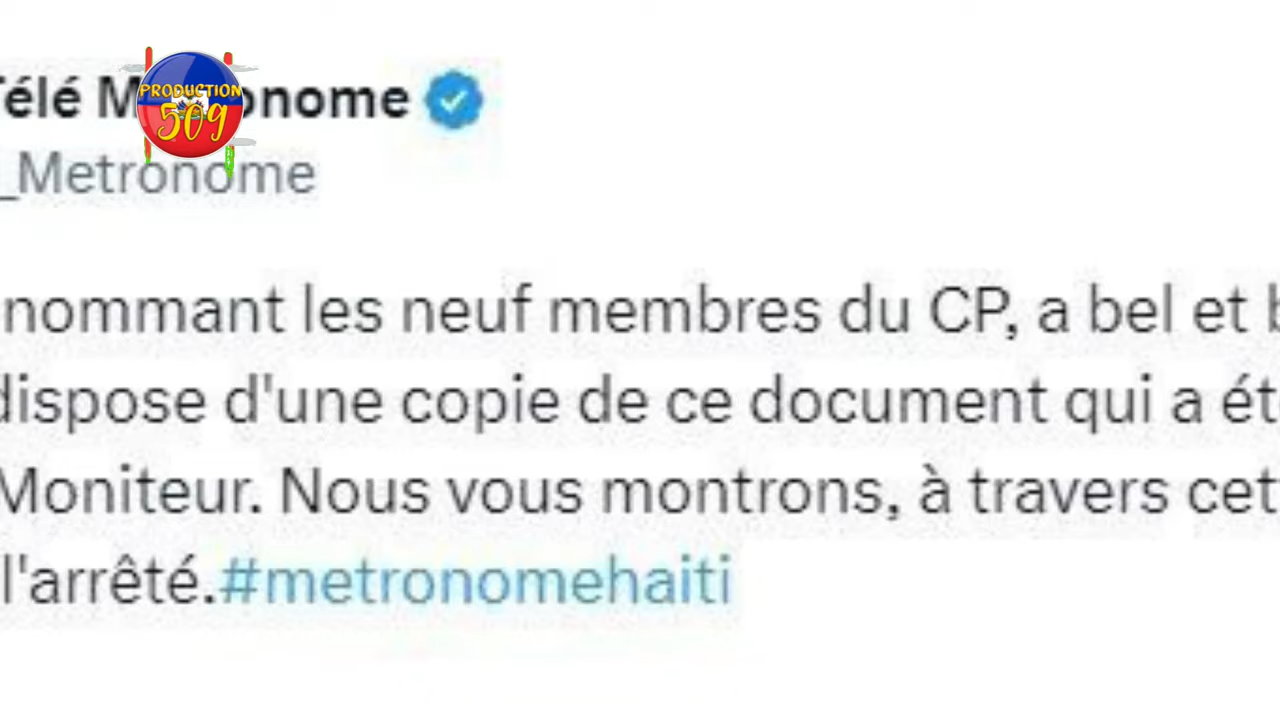 Télé M onome
PRODUCTION
509
_Metronome
nommant les neuf membres du CP, a bel et b
dispose d'une copie de ce document qui a ét
Moniteur. Nous vous montrons, à travers cet
l'arrêté.#metronomehaiti